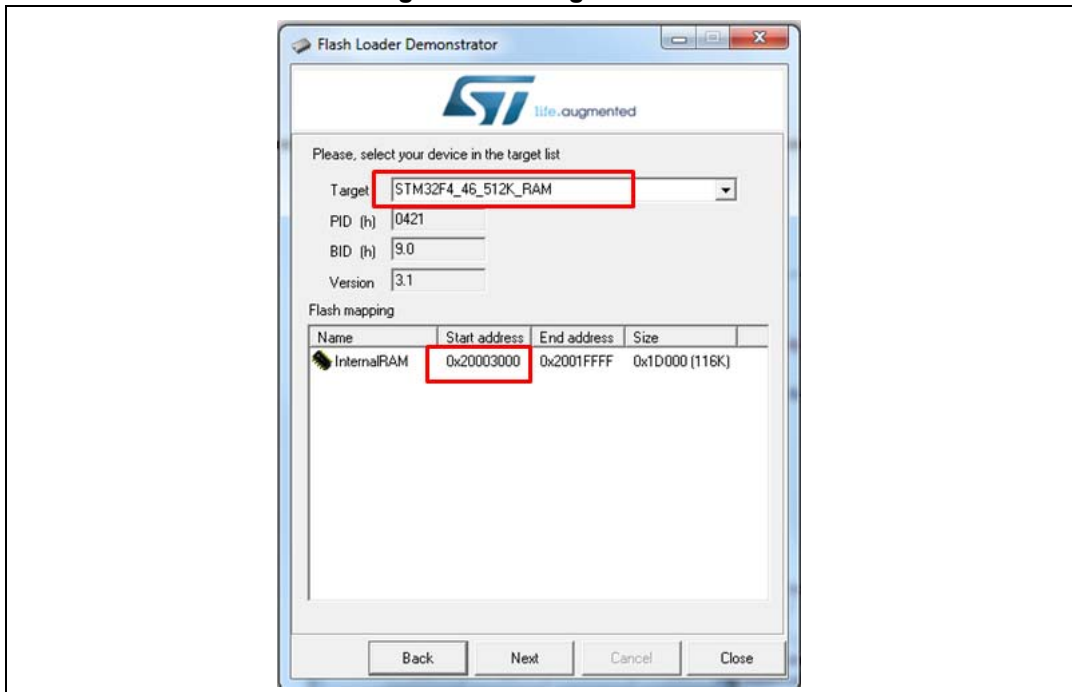 Flash Loader Demonstrator
ST life.augmented
Please, select your device in the target list
Target STM32F4_46_512K_RAM
PID (h) 0421
BID (h) 9.0
Version 3.1
Flash mapping
Name Start address End address Size
InternalRAM 0x20003000 0x2001FFFF 0x1D000 (116K)
Back Next Cancel Close